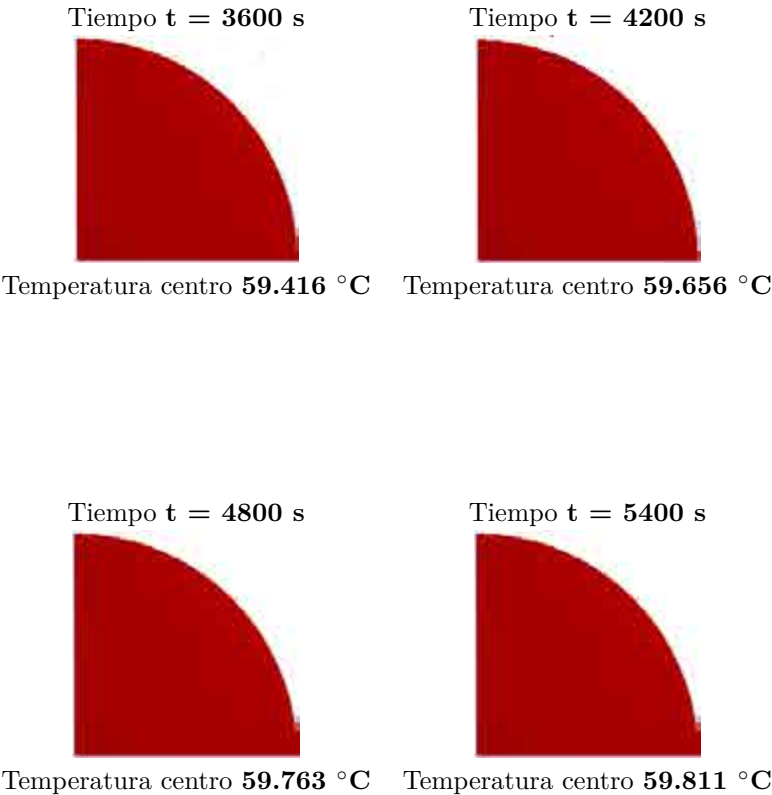 Tiempo t = 3600 s
Temperatura centro 59.416 °C
Tiempo t = 4200 s
Temperatura centro 59.656 °C
Tiempo t = 4800 s
Temperatura centro 59.763 °C
Tiempo t = 5400 s
Temperatura centro 59.811 °C